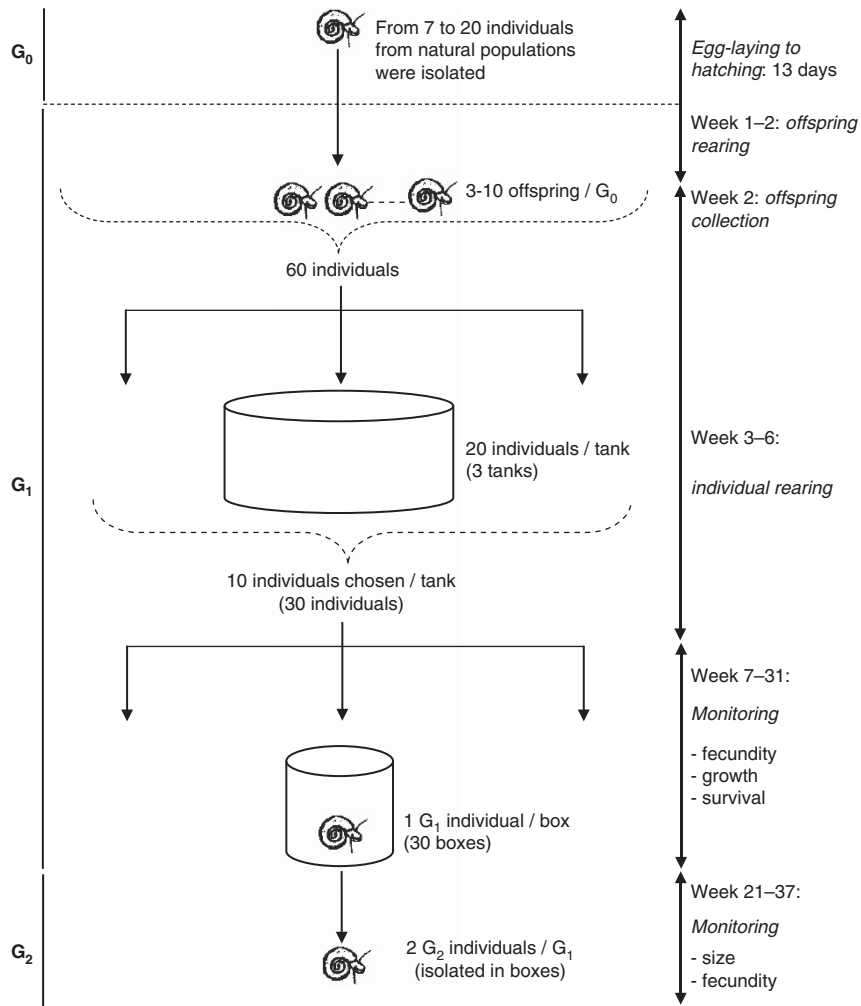 G0
From 7 to 20 individuals
from natural populations
were isolated
Egg-laying to
hatching: 13 days
Week 1–2: offspring
rearing
3-10 offspring / G0
Week 2: offspring
collection
60 individuals
G1
20 individuals / tank
(3 tanks)
Week 3–6:
individual rearing
10 individuals chosen / tank
(30 individuals)
Week 7–31:
Monitoring
- fecundity
- growth
- survival
1 G1 individual / box
(30 boxes)
G2
2 G2 individuals / G1
(isolated in boxes)
Week 21–37:
Monitoring
- size
- fecundity